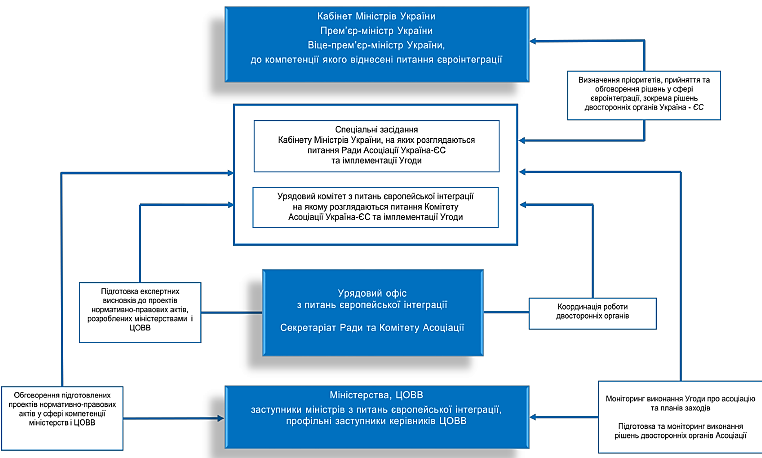 Кабінет Міністрів України
Прем'єр-міністр України
Віце-прем'єр-міністр України,
до компетенції якого віднесені питання євроінтеграції
Визначення пріоритетів, прийняття та
обговорення рішень у сфері
євроінтеграції, зокрема рішень
двосторонніх органів Україна - ЄС
Спеціальні засідання
Кабінету Міністрів України, на яких розглядаються
питання Ради Асоціації Україна-ЄС
та імплементації Угоди
Урядовий комітет з питань європейської інтеграції
на якому розглядаються питання Комітету
Асоціації Україна-ЄС та імплементації Угоди
Підготовка експертних
висновків до проектів
нормативно-правових актів,
розроблених міністерствами і
ЦОВВ
Урядовий офіс
з питань європейської інтеграції
Секретаріат Ради та Комітету Асоціації
Координація роботи
двосторонніх органів
Обговорення підготовлених
проектів нормативно-правових
актів у сфері компетенції
міністерств і ЦОВВ
Міністерства, ЦОВВ
заступники міністрів з питань європейської інтеграції,
профільні заступники керівників ЦОВВ
Моніторинг виконання Угоди про асоціацію
та планів заходів
Підготовка та моніторинг виконання
рішень двосторонніх органів Асоціації